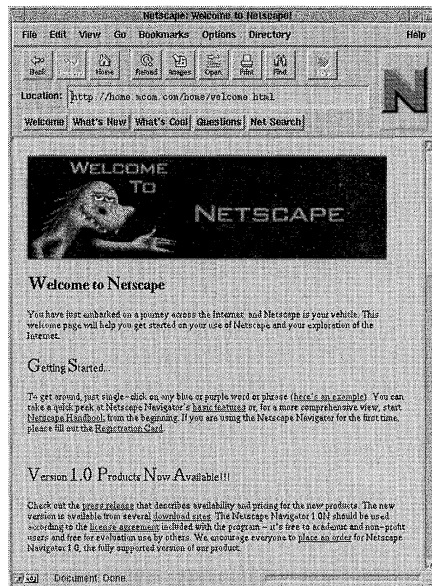 Netscape: Welcome to Netscape!
File Edit View Go Bookmarks Options Directory Help
Back Home Reload Images Open Print Find
Location: http://home.mcom.com/home/welcome.html
Welcome What's New What's Cool Questions Net Search
N
WELCOME
TO
NETSCAPE
Welcome to Netscape
You have just embarked on a journey across the Internet, and Netscape is your vehicle. This
welcome page will help you get started on your use of Netscape and your exploration of the
Internet.
Getting Started...
To get around, just single-click on any blue or purple word or phrase (here's an example). You can
take a quick peek at Netscape Navigator's basic features or, for a more comprehensive view, start
Netscape Handbook from the beginning. If you are using the Netscape Navigator for the first time,
please fill out the Registration Card.
Version 1.0 Products Now Available!!!
Check out the press release that describes availability and pricing for the new products. The new
version is available from several download sites. The Netscape Navigator 1.0N should be used
according to the license agreement included with the program - it's free to academic and non-profit
users and free for evaluation use by others. We encourage everyone to place an order for Netscape
Navigator 1.0, the fully supported version of our product.
Document: Done.